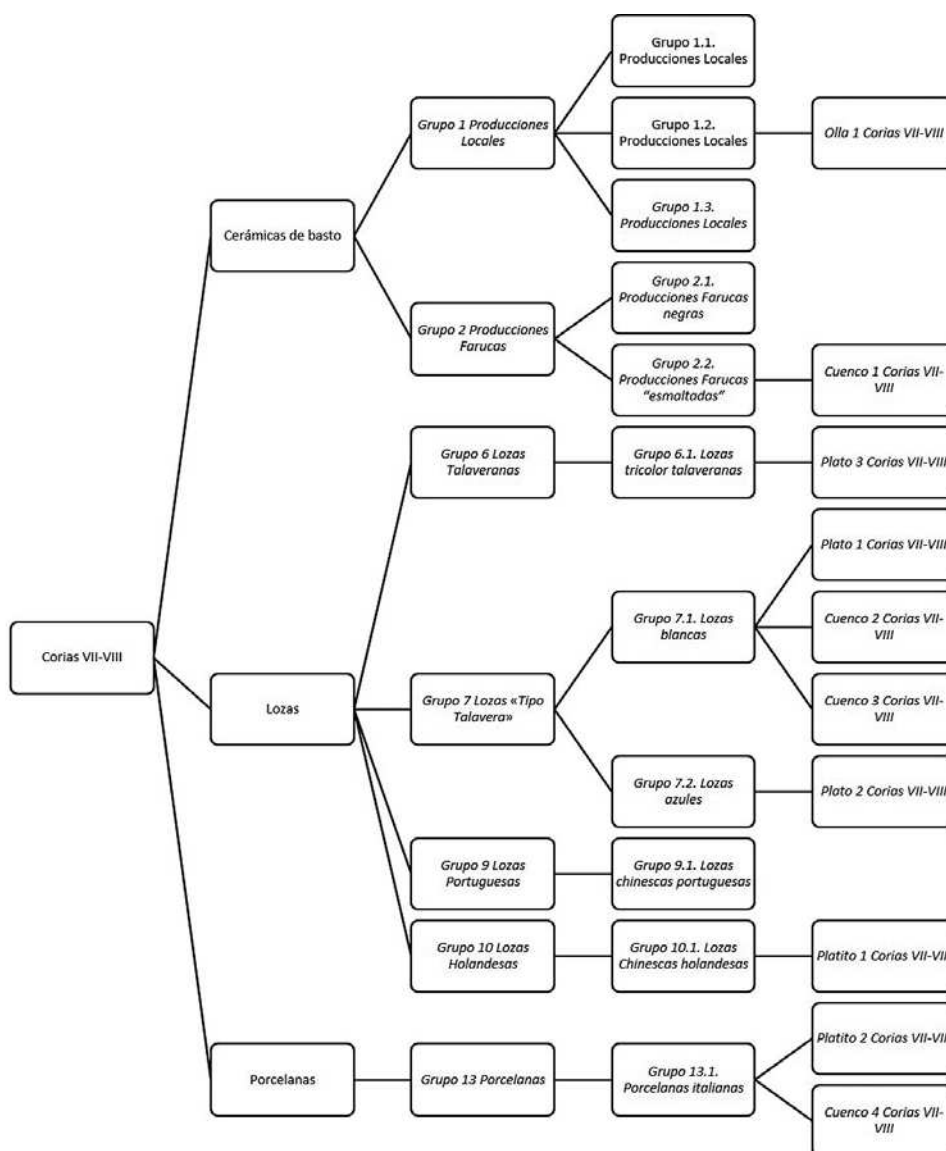 Corias VII-VIII
Cerámicas de basto
Grupo 1 Producciones
Locales
Grupo 1.1.
Producciones Locales
Grupo 1.2.
Producciones Locales
Olla 1 Corias VII-VIII
Grupo 1.3.
Producciones Locales
Grupo 2 Producciones
Farucas
Grupo 2.1.
Producciones Farucas
negras
Grupo 2.2.
Producciones Farucas
"esmaltadas"
Cuenco 1 Corias VII-
VIII
Lozas
Grupo 6 Lozas
Talaveranas
Grupo 6.1. Lozas
tricolor talaveranas
Plato 3 Corias VII-VIII
Grupo 7 Lozas «Tipo
Talavera»
Grupo 7.1. Lozas
blancas
Plato 1 Corias VII-VIII
Cuenco 2 Corias VII-
VIII
Cuenco 3 Corias VII-
VIII
Grupo 7.2. Lozas
azules
Plato 2 Corias VII-VIII
Grupo 9 Lozas
Portuguesas
Grupo 9.1. Lozas
chinescas portuguesas
Grupo 10 Lozas
Holandesas
Grupo 10.1. Lozas
Chinescas holandesas
Platito 1 Corias VII-VII
Porcelanas
Grupo 13 Porcelanas
Grupo 13.1.
Porcelanas italianas
Platito 2 Corias VII-VII
Cuenco 4 Corias VII-
VIII